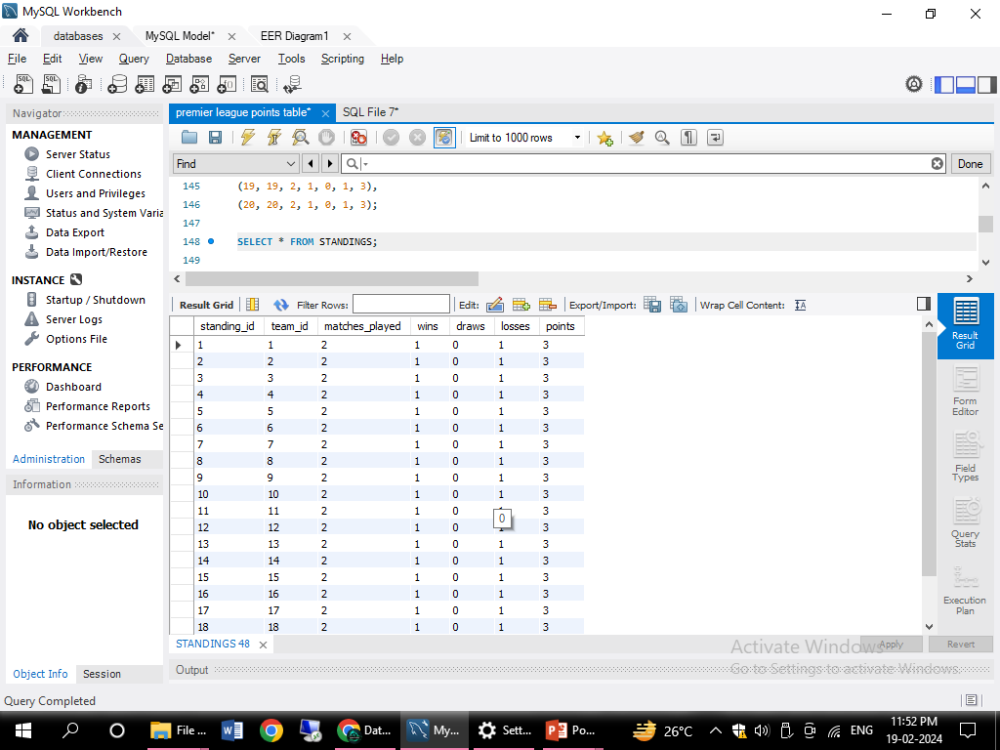 MySQL Workbench
databases
MySQL Model*
EER Diagram1
File Edit View Query Database Server Tools Scripting Help
Navigator
MANAGEMENT
Server Status
Client Connections
Users and Privileges
Status and System Varia
Data Export
Data Import/Restore
INSTANCE
Startup / Shutdown
Server Logs
Options File
PERFORMANCE
Dashboard
Performance Reports
Performance Schema Se
Administration Schemas
Information
No object selected
Object Info Session
premier league points table*
SQL File 7*
Limit to 1000 rows
Find
Done
145 (19, 19, 2, 1, 0, 1, 3),
146 (20, 20, 2, 1, 0, 1, 3);
147
148 SELECT * FROM STANDINGS;
149
Result Grid Filter Rows: Edit: Export/Import: Wrap Cell Content:
standing_id team_id matches_played wins draws losses points
1 1 2 1 0 1 3
2 2 2 1 0 1 3
3 3 2 1 0 1 3
4 4 2 1 0 1 3
5 5 2 1 0 1 3
6 6 2 1 0 1 3
7 7 2 1 0 1 3
8 8 2 1 0 1 3
9 9 2 1 0 1 3
10 10 2 1 0 1 3
11 11 2 1 0 3
0
12 12 2 1 0 3
13 13 2 1 0 1 3
14 14 2 1 0 1 3
15 15 2 1 0 1 3
16 16 2 1 0 1 3
17 17 2 1 0 1 3
18 18 2 1 0 1 3
Result
Grid
Form
Editor
Field
Types
Query
Stats
Execution
Plan
STANDINGS 48
Apply
Revert
Activate Windows
Go to Settings to activate Windows.
Output
Query Completed
File ...
Dat...
My...
Sett...
Po...
26°C
ENG
11:52 PM
19-02-2024